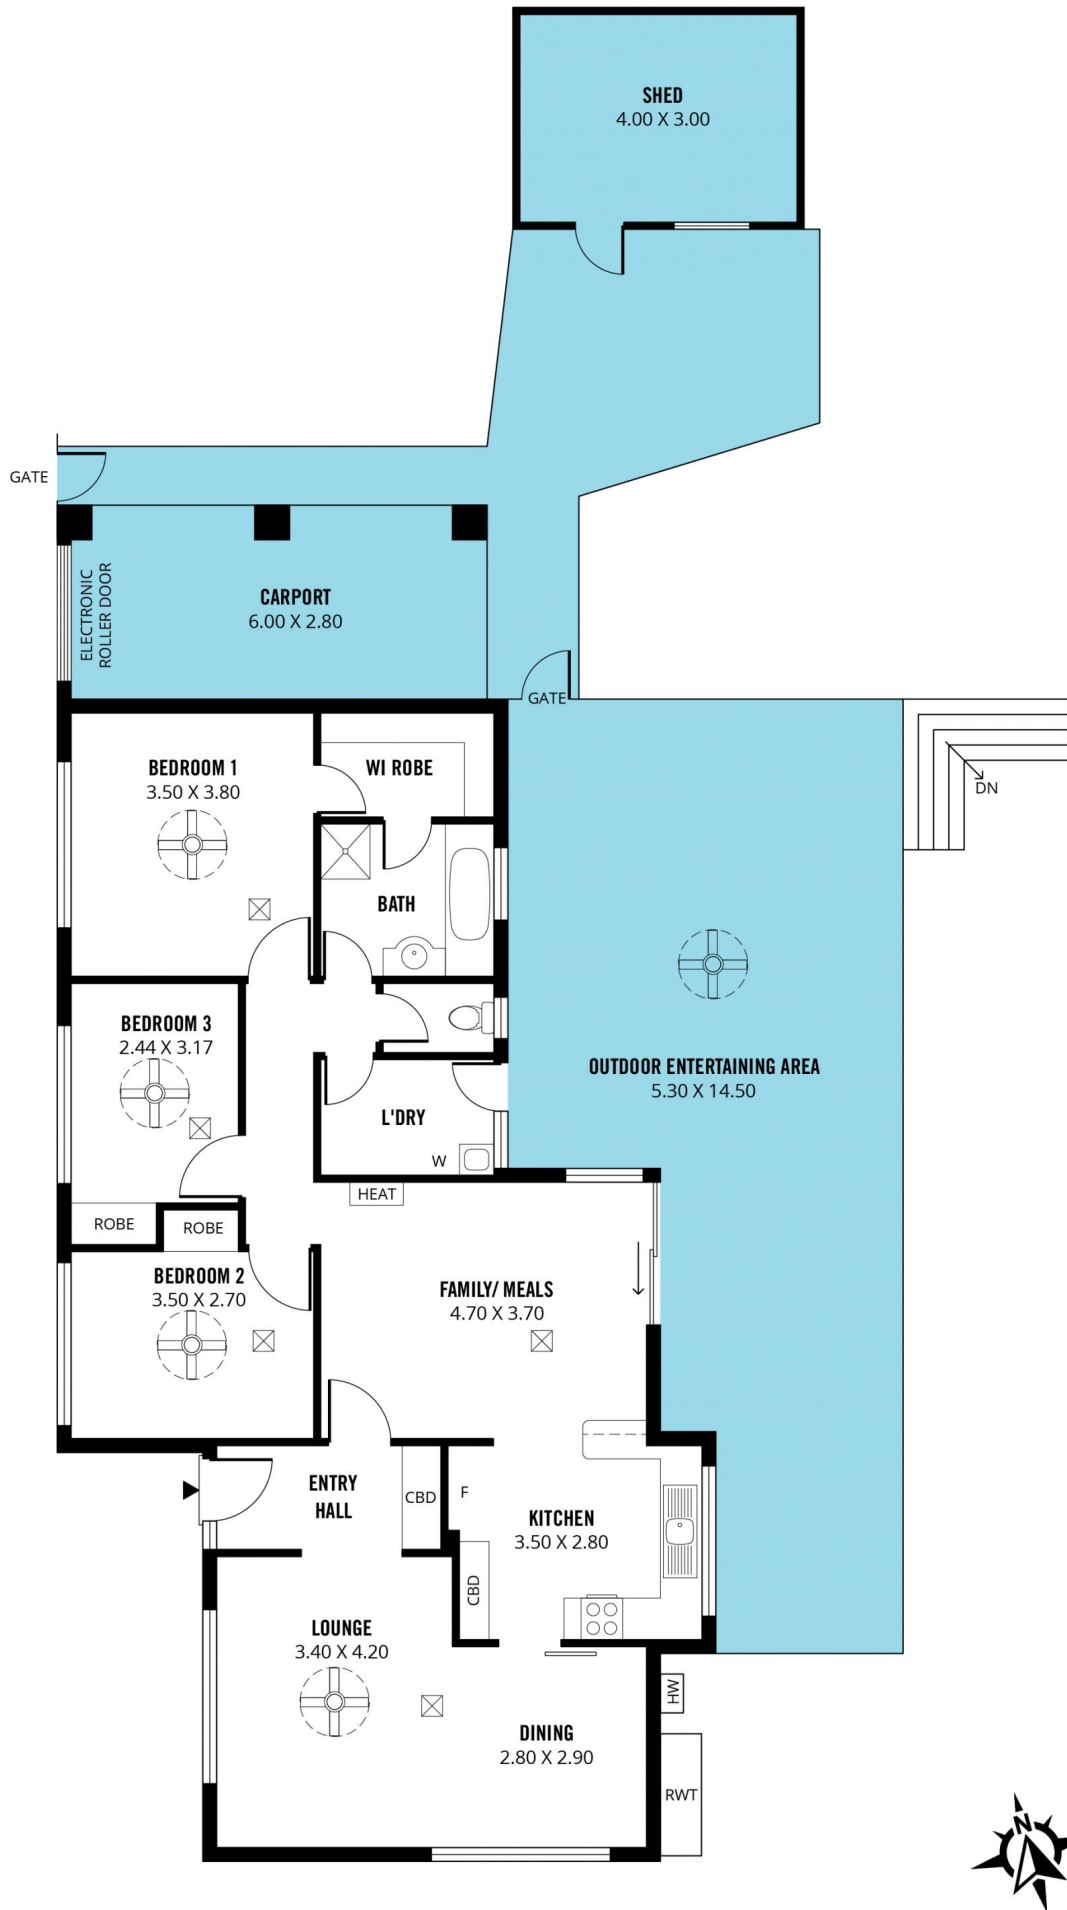 SHED
4.00 X 3.00
GATE
ELECTRONIC
ROLLER DOOR
CARPORT
6.00 X 2.80
GATE
BEDROOM 1
3.50 X 3.80
WI ROBE
DN
BATH
BEDROOM 3
2.44 X 3.17
OUTDOOR ENTERTAINING AREA
5.30 X 14.50
L'DRY
W
HEAT
ROBE
ROBE
BEDROOM 2
3.50 X 2.70
FAMILY/ MEALS
4.70 X 3.70
ENTRY
HALL
CBD
F
KITCHEN
3.50 X 2.80
CBD
LOUNGE
3.40 X 4.20
HW
DINING
2.80 X 2.90
RWT
N